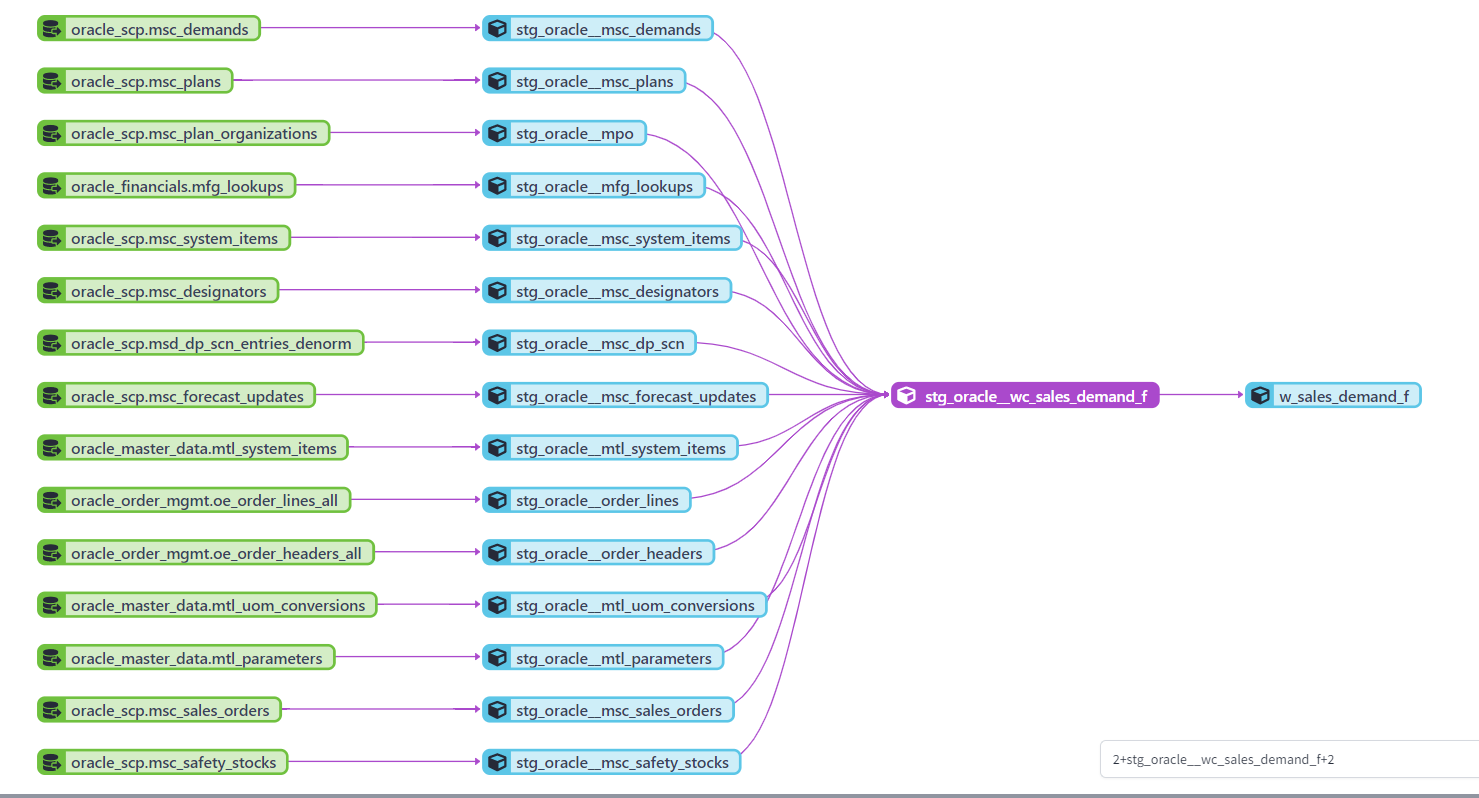 oracle_scp.msc_demands
stg_oracle__msc_demands
oracle_scp.msc_plans
stg_oracle__msc_plans
oracle_scp.msc_plan_organizations
stg_oracle__mpo
oracle_financials.mfg_lookups
stg_oracle__mfg_lookups
oracle_scp.msc_system_items
stg_oracle__msc_system_items
oracle_scp.msc_designators
stg_oracle__msc_designators
oracle_scp.msd_dp_scn_entries_denorm
stg_oracle__msc_dp_scn
oracle_scp.msc_forecast_updates
stg_oracle__msc_forecast_updates
stg_oracle__wc_sales_demand_f
w_sales_demand_f
oracle_master_data.mtl_system_items
stg_oracle__mtl_system_items
oracle_order_mgmt.oe_order_lines_all
stg_oracle__order_lines
oracle_order_mgmt.oe_order_headers_all
stg_oracle__order_headers
oracle_master_data.mtl_uom_conversions
stg_oracle__mtl_uom_conversions
oracle_master_data.mtl_parameters
stg_oracle__mtl_parameters
oracle_scp.msc_sales_orders
stg_oracle__msc_sales_orders
oracle_scp.msc_safety_stocks
stg_oracle__msc_safety_stocks
2+stg_oracle__wc_sales_demand_f+2